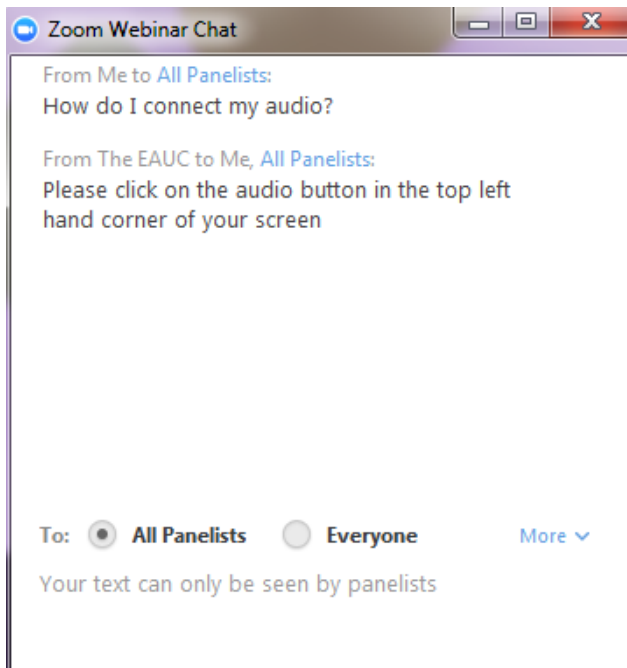 Zoom Webinar Chat
From Me to All Panelists:
How do I connect my audio?
From The EAUC to Me, All Panelists:
Please click on the audio button in the top left
hand corner of your screen
To: All Panelists Everyone More
Your text can only be seen by panelists